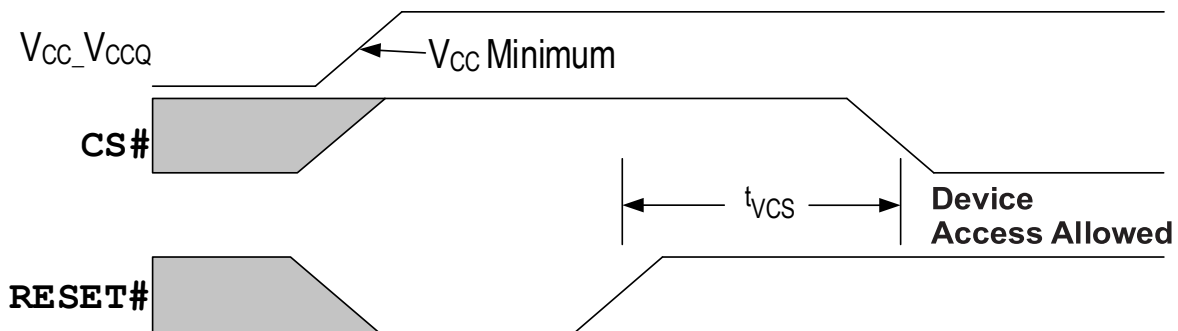 VCC_VCCQ
VCC Minimum
CS#
tVCS
Device
Access Allowed
RESET#